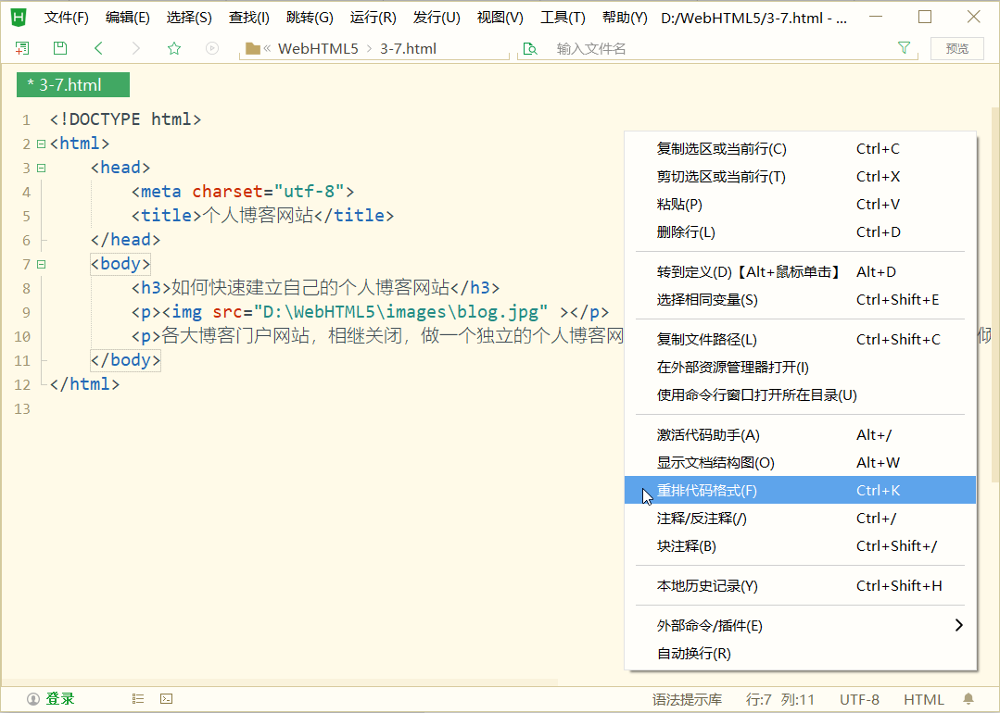 H 文件(F) 编辑(E) 选择(S) 查找(I) 跳转(G) 运行(R) 发行(U) 视图(V) 工具(T) 帮助(Y) D:/WebHTML5/3-7.html - ...
« WebHTML5 > 3-7.html 输入文件名 预览
* 3-7.html
1 <!DOCTYPE html>
2 <html>
3 <head>
4 <meta charset="utf-8">
5 <title>个人博客网站</title>
6 </head>
7 <body>
8 <h3>如何快速建立自己的个人博客网站</h3>
9 <p><img src="D:\WebHTML5\images\blog.jpg" ></p>
10 <p>各大博客门户网站，相继关闭，做一个独立的个人博客网
11 </body>
12 </html>
13
复制选区或当前行(C) Ctrl+C
剪切选区或当前行(T) Ctrl+X
粘贴(P) Ctrl+V
删除行(L) Ctrl+D
转到定义(D)【Alt+鼠标单击】 Alt+D
选择相同变量(S) Ctrl+Shift+E
复制文件路径(L) Ctrl+Shift+C
在外部资源管理器打开(I)
使用命令行窗口打开所在目录(U)
激活代码助手(A) Alt+/
显示文档结构图(O) Alt+W
重排代码格式(F) Ctrl+K
注释/反注释(/) Ctrl+/
块注释(B) Ctrl+Shift+/
本地历史记录(Y) Ctrl+Shift+H
外部命令/插件(E)
自动换行(R)
登录 语法提示库 行:7 列:11 UTF-8 HTML